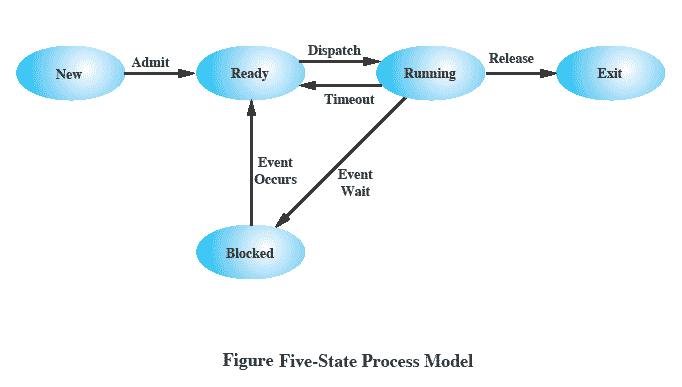 Dispatch
Admit
Release
New
Ready
Running
Exit
Timeout
Event
Occurs
Event
Wait
Blocked
Figure Five-State Process Model